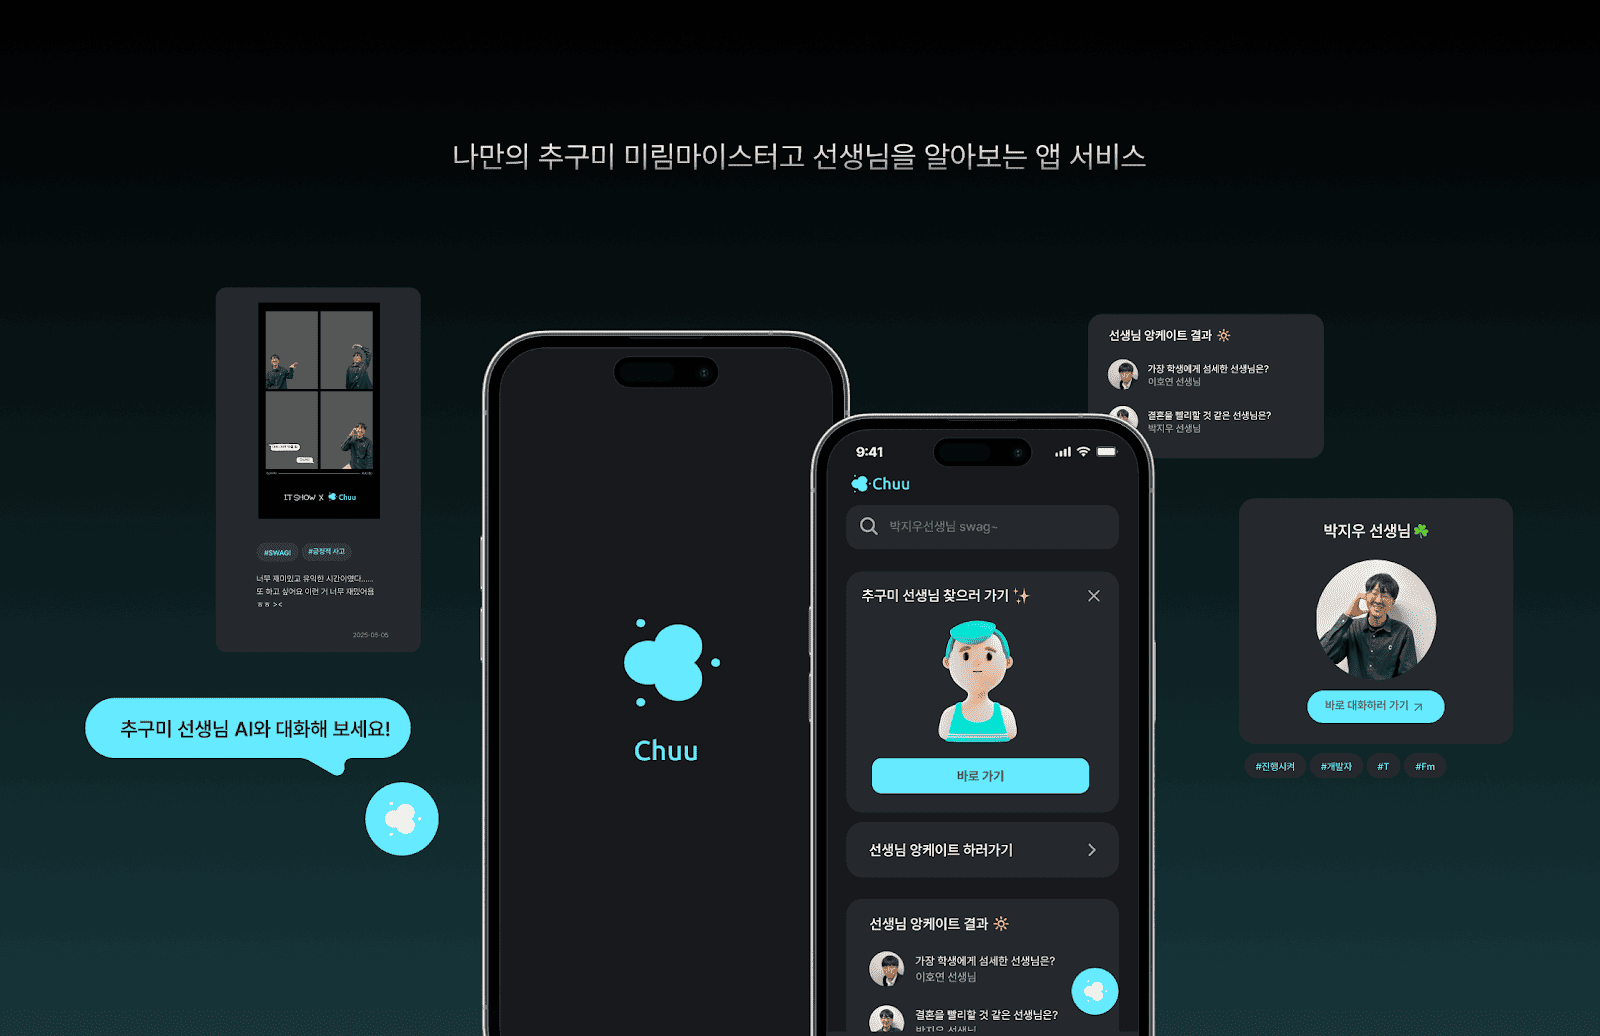 나만의 추구미 미림마이스터고 선생님을 알아보는 앱 서비스
IT SHOW X Chuu
#SWAG! #긍정적 사고
너무 재미있고 유익한 시간이였다......
또 하고 싶어요 이런 거 너무 재밌어욤
ㅎㅎ ><
2025-05-05
추구미 선생님 AI와 대화해 보세요!
Chuu
9:41
Chuu
박지우선생님 swag~
추구미 선생님 찾으러 가기
바로 가기
선생님 앙케이트 하러가기
선생님 앙케이트 결과
가장 학생에게 섬세한 선생님은?
이호연 선생님
결혼을 빨리할 것 같은 선생님은?
박지우 선생님
선생님 앙케이트 결과
가장 학생에게 섬세한 선생님은?
이호연 선생님
결혼을 빨리할 것 같은 선생님은?
박지우 선생님
박지우 선생님
바로 대화하러 가기
#진행시켜 #개발자 #T #Fm